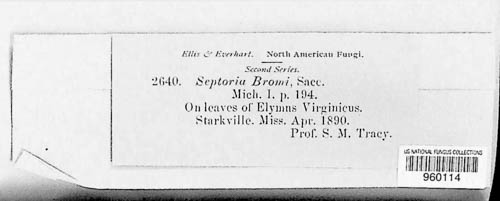 Ellis & Everhart. North American Fungi.
Second Series.
2640. Septoria Bromi, Sacc.
Mich. I. p. 194.
On leaves of Elymus Virginicus.
Starkville. Miss. Apr. 1890.
Prof. S. M. Tracy.
US NATIONAL FUNGUS COLLECTIONS
960114